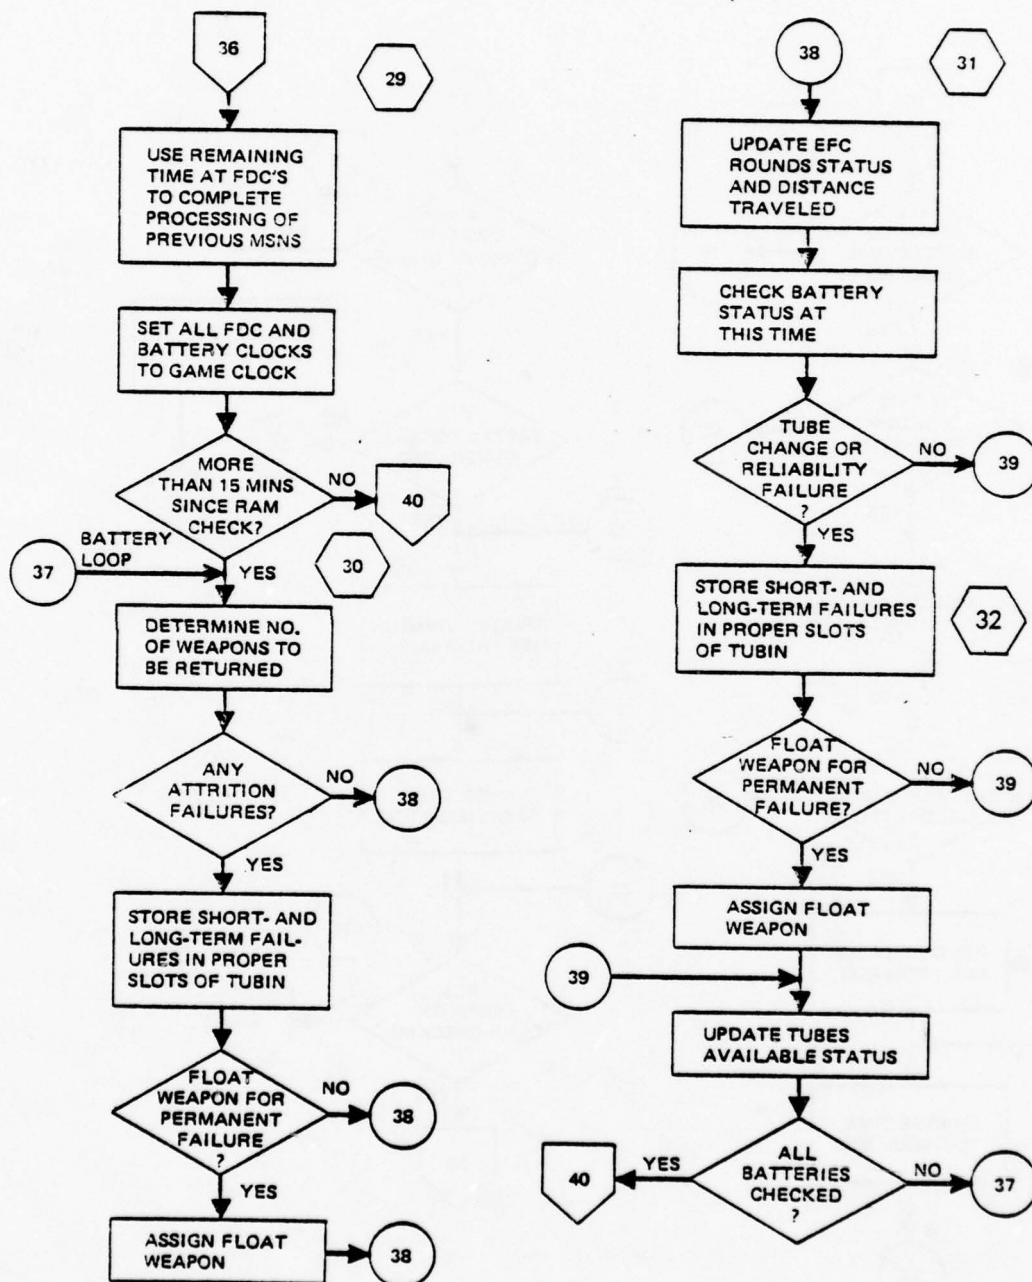 36
29
USE REMAINING
TIME AT FDC'S
TO COMPLETE
PROCESSING OF
PREVIOUS MSNS
SET ALL FDC AND
BATTERY CLOCKS
TO GAME CLOCK
MORE
THAN 15 MINS
SINCE RAM
CHECK?
NO
40
BATTERY
LOOP
37
YES
30
DETERMINE NO.
OF WEAPONS TO
BE RETURNED
ANY
ATTRITION
FAILURES?
NO
38
YES
STORE SHORT- AND
LONG-TERM FAIL-
URES IN PROPER
SLOTS OF TUBIN
FLOAT
WEAPON FOR
PERMANENT
FAILURE
?
NO
38
YES
ASSIGN FLOAT
WEAPON
38
38
31
UPDATE EFC
ROUNDS STATUS
AND DISTANCE
TRAVELED
CHECK BATTERY
STATUS AT
THIS TIME
TUBE
CHANGE OR
RELIABILITY
FAILURE
?
NO
39
YES
STORE SHORT- AND
LONG-TERM FAILURES
IN PROPER SLOTS
OF TUBIN
32
FLOAT
WEAPON FOR
PERMANENT
FAILURE?
NO
39
YES
ASSIGN FLOAT
WEAPON
39
UPDATE TUBES
AVAILABLE STATUS
ALL
BATTERIES
CHECKED
?
YES
40
NO
37